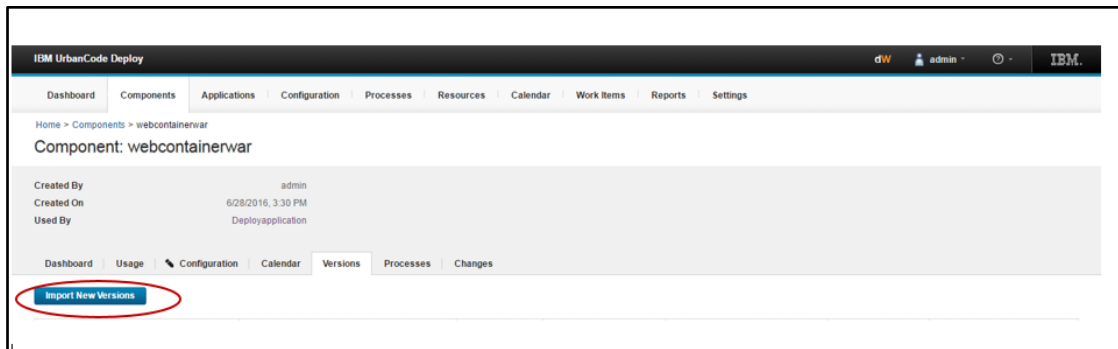 IBM UrbanCode Deploy dW admin IBM.
Dashboard Components Applications Configuration Processes Resources Calendar Work Items Reports Settings
Home > Components > webcontainerwar
Component: webcontainerwar
Created By admin
Created On 6/28/2016, 3:30 PM
Used By Deployapplication
Dashboard Usage Configuration Calendar Versions Processes Changes
Import New Versions